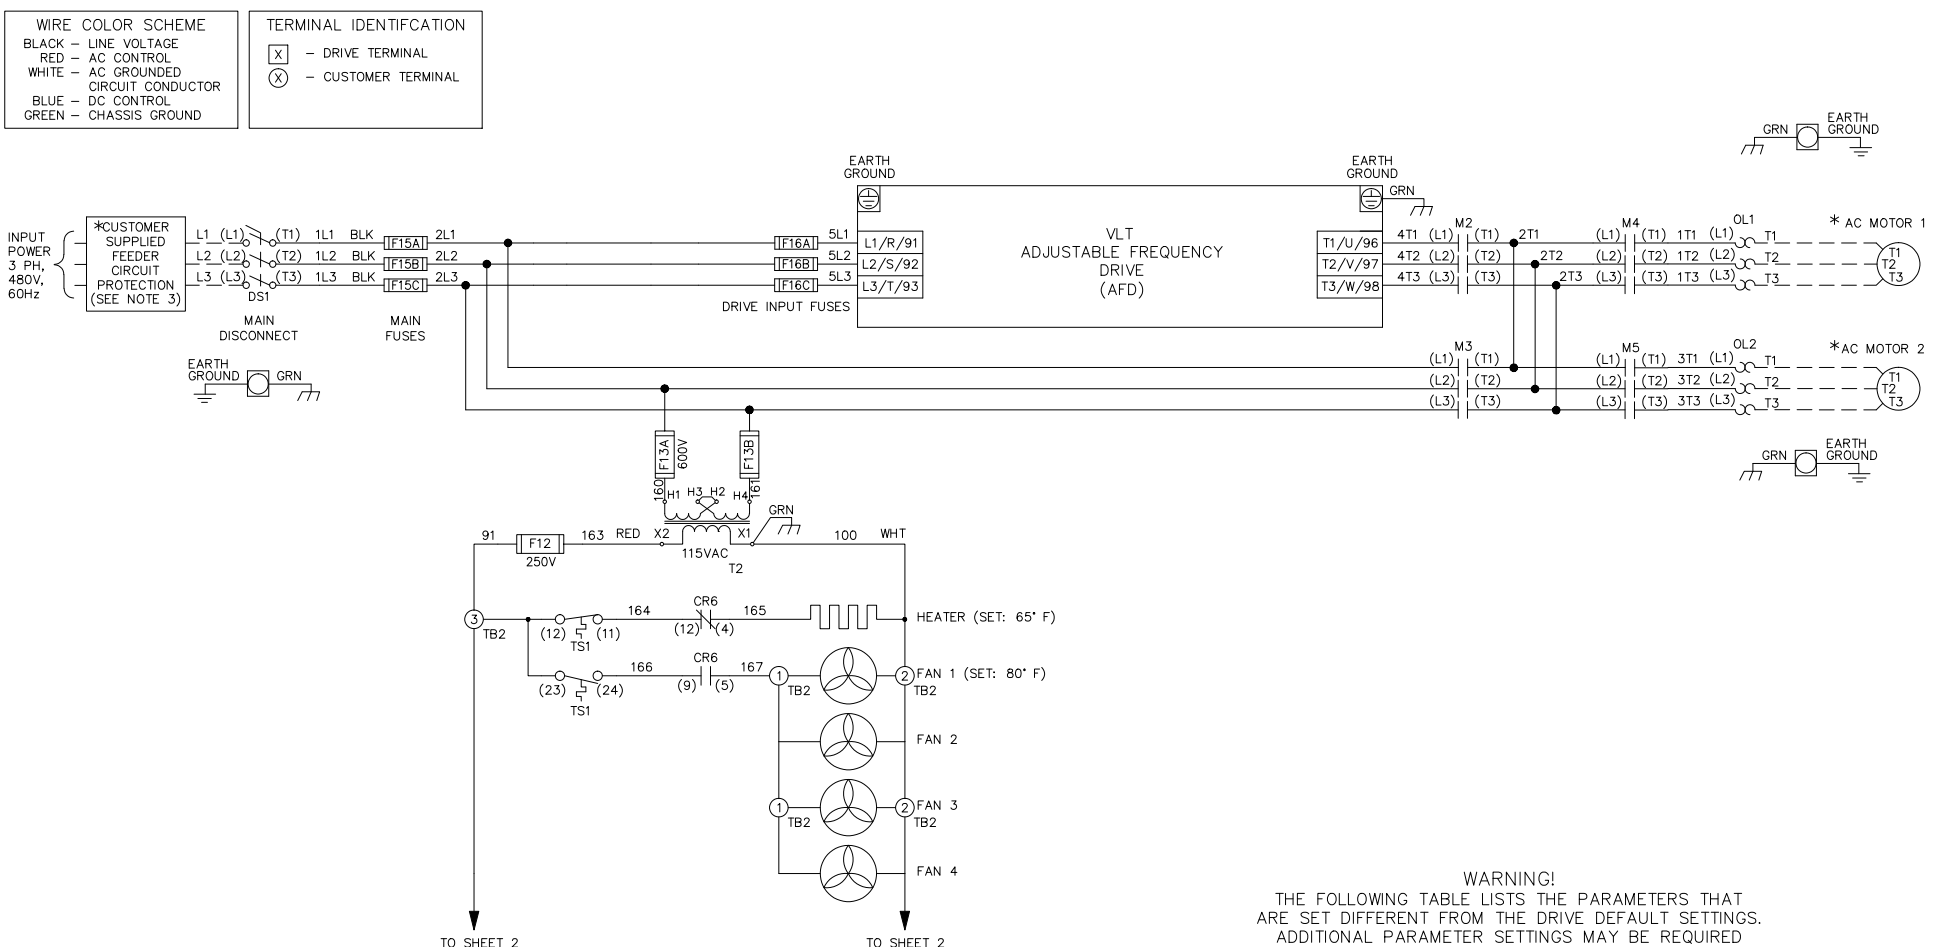 WIRE COLOR SCHEME
BLACK – LINE VOLTAGE
RED – AC CONTROL
WHITE – AC GROUNDED
CIRCUIT CONDUCTOR
BLUE – DC CONTROL
GREEN – CHASSIS GROUND
TERMINAL IDENTIFCATION
X – DRIVE TERMINAL
X – CUSTOMER TERMINAL
GRN
EARTH
GROUND
INPUT
POWER
3 PH,
480V,
60Hz
*CUSTOMER
SUPPLIED
FEEDER
CIRCUIT
PROTECTION
(SEE NOTE 3)
L1 (L1) (T1) 1L1 BLK F15A 2L1
L2 (L2) (T2) 1L2 BLK F15B 2L2
L3 (L3) (T3) 1L3 BLK F15C 2L3
DS1
MAIN
DISCONNECT
MAIN
FUSES
EARTH
GROUND
GRN
F16A 5L1
F16B 5L2
F16C 5L3
DRIVE INPUT FUSES
EARTH
GROUND
L1/R/91
L2/S/92
L3/T/93
VLT
ADJUSTABLE FREQUENCY
DRIVE
(AFD)
EARTH
GROUND
GRN
T1/U/96
T2/V/97
T3/W/98
M2
M4
OL1
* AC MOTOR 1
4T1 (L1) (T1) 2T1 (L1) (T1) 1T1 (L1) T1
4T2 (L2) (T2) 2T2 (L2) (T2) 1T2 (L2) T2
4T3 (L3) (T3) 2T3 (L3) (T3) 1T3 (L3) T3
T1
T2
T3
M3
M5
OL2
* AC MOTOR 2
(L1) (T1) (L1) (T1) 3T1 (L1) T1
(L2) (T2) (L2) (T2) 3T2 (L2) T2
(L3) (T3) (L3) (T3) 3T3 (L3) T3
T1
T2
T3
GRN
EARTH
GROUND
F13A
600V
F13B
160
161
H1 H3 H2 H4
GRN
91 F12 163 RED X2 X1 100 WHT
250V
115VAC
T2
3
TB2
(12) (11)
TS1
164
CR6
(12) (4)
165
HEATER (SET: 65° F)
(23) (24)
TS1
166
CR6
(9) (5)
167
1
TB2
2
TB2
FAN 1 (SET: 80° F)
FAN 2
1
TB2
2
TB2
FAN 3
FAN 4
TO SHEET 2
TO SHEET 2
WARNING!
THE FOLLOWING TABLE LISTS THE PARAMETERS THAT
ARE SET DIFFERENT FROM THE DRIVE DEFAULT SETTINGS.
ADDITIONAL PARAMETER SETTINGS MAY BE REQUIRED